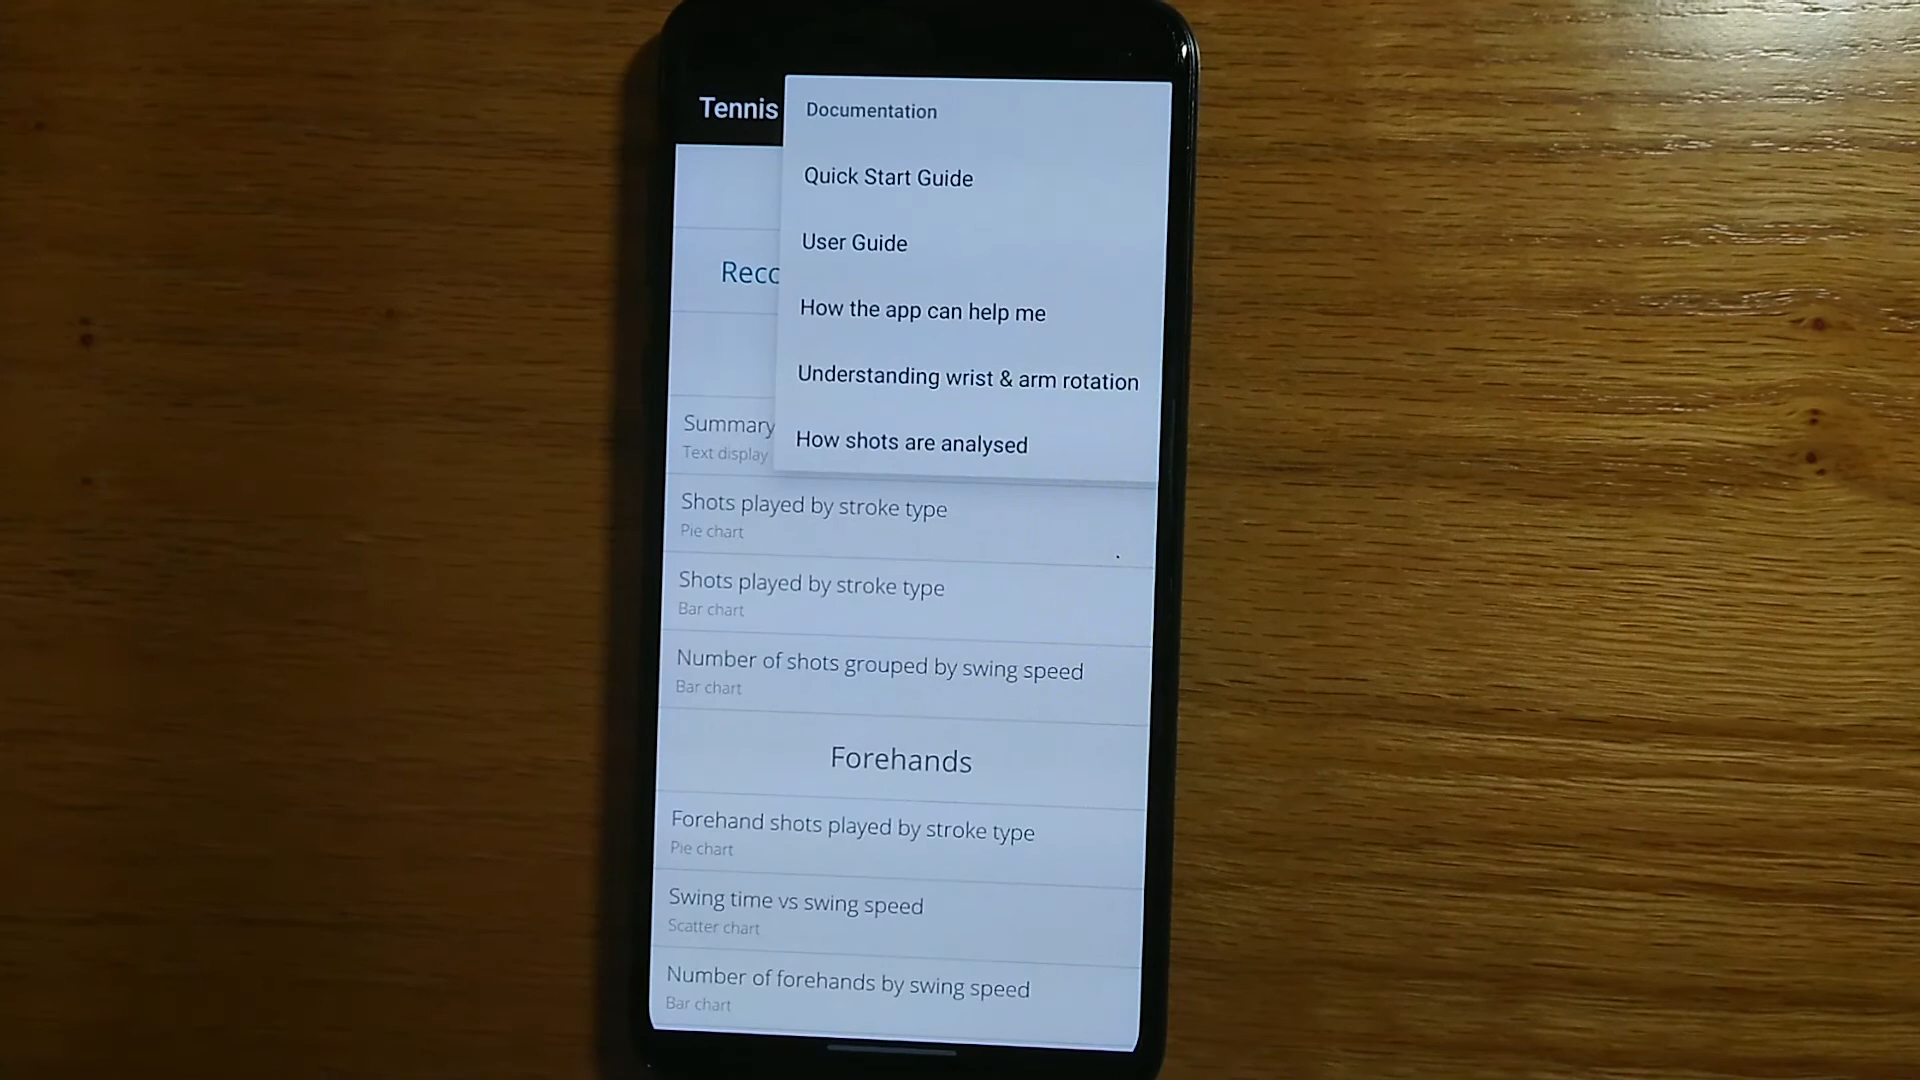 Tennis
Documentation
Quick Start Guide
User Guide
How the app can help me
Understanding wrist & arm rotation
How shots are analysed
Reco
Summary
Text display
Shots played by stroke type
Pie chart
Shots played by stroke type
Bar chart
Number of shots grouped by swing speed
Bar chart
Forehands
Forehand shots played by stroke type
Pie chart
Swing time vs swing speed
Scatter chart
Number of forehands by swing speed
Bar chart